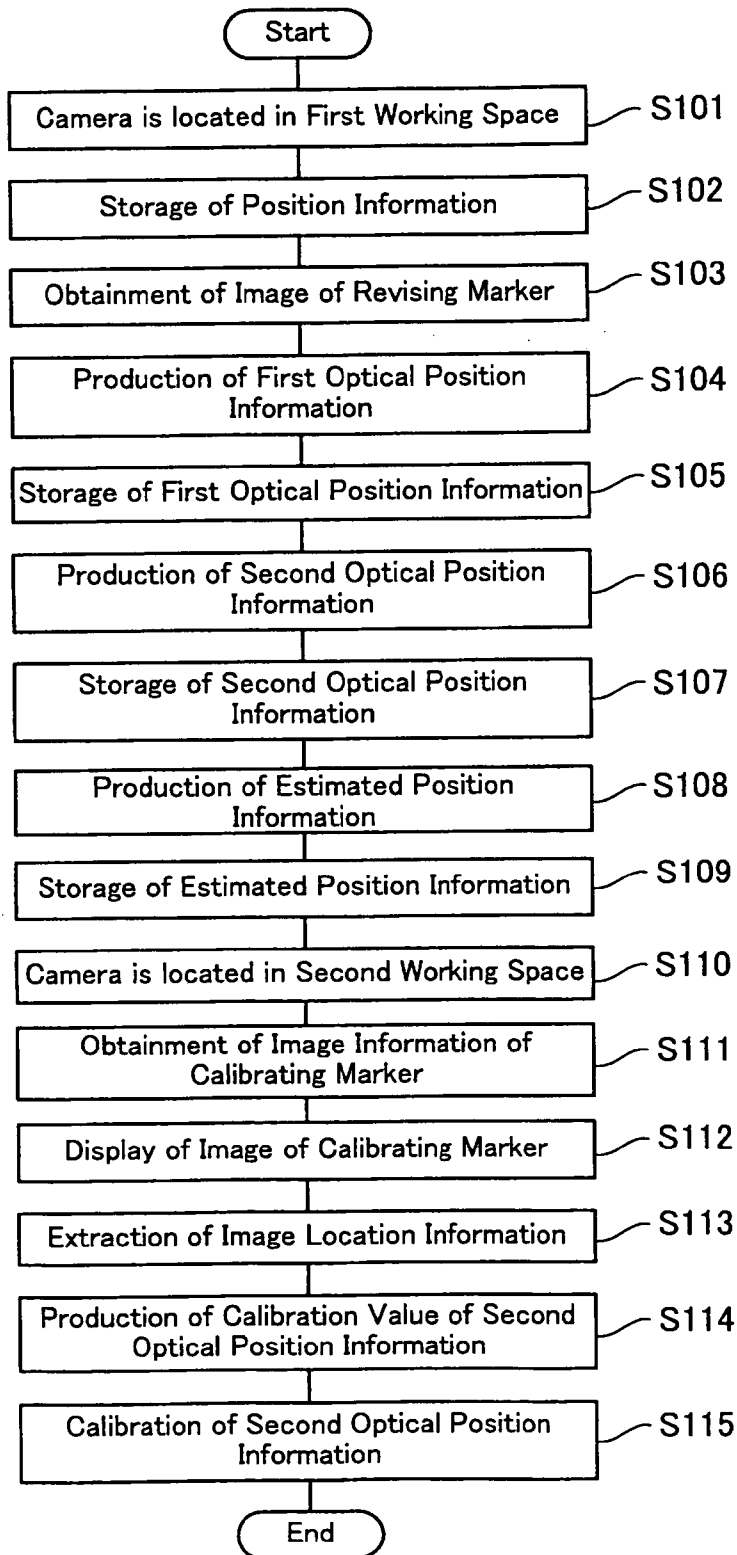 Start
Camera is located in First Working Space
S101
Storage of Position Information
S102
Obtainment of Image of Revising Marker
S103
Production of First Optical Position
Information
S104
Storage of First Optical Position Information
S105
Production of Second Optical Position
Information
S106
Storage of Second Optical Position
Information
S107
Production of Estimated Position
Information
S108
Storage of Estimated Position Information
S109
Camera is located in Second Working Space
S110
Obtainment of Image Information of
Calibrating Marker
S111
Display of Image of Calibrating Marker
S112
Extraction of Image Location Information
S113
Production of Calibration Value of Second
Optical Position Information
S114
Calibration of Second Optical Position
Information
S115
End